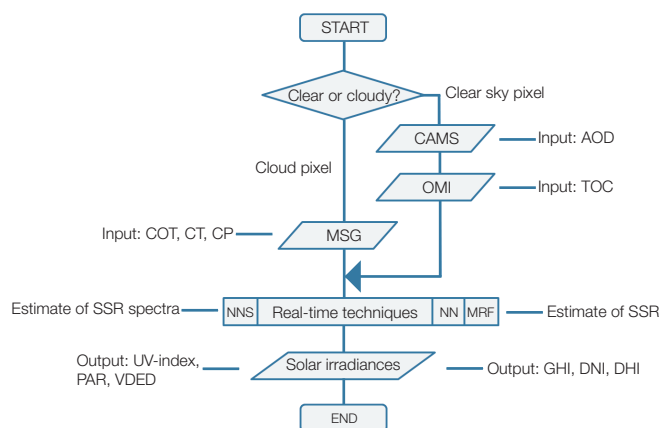 START
Clear or cloudy?
Clear sky pixel
CAMS
Input: AOD
Cloud pixel
OMI
Input: TOC
Input: COT, CT, CP
MSG
Estimate of SSR spectra
NNS
Real-time techniques
NN
MRF
Estimate of SSR
Output: UV-index,
PAR, VDED
Solar irradiances
Output: GHI, DNI, DHI
END